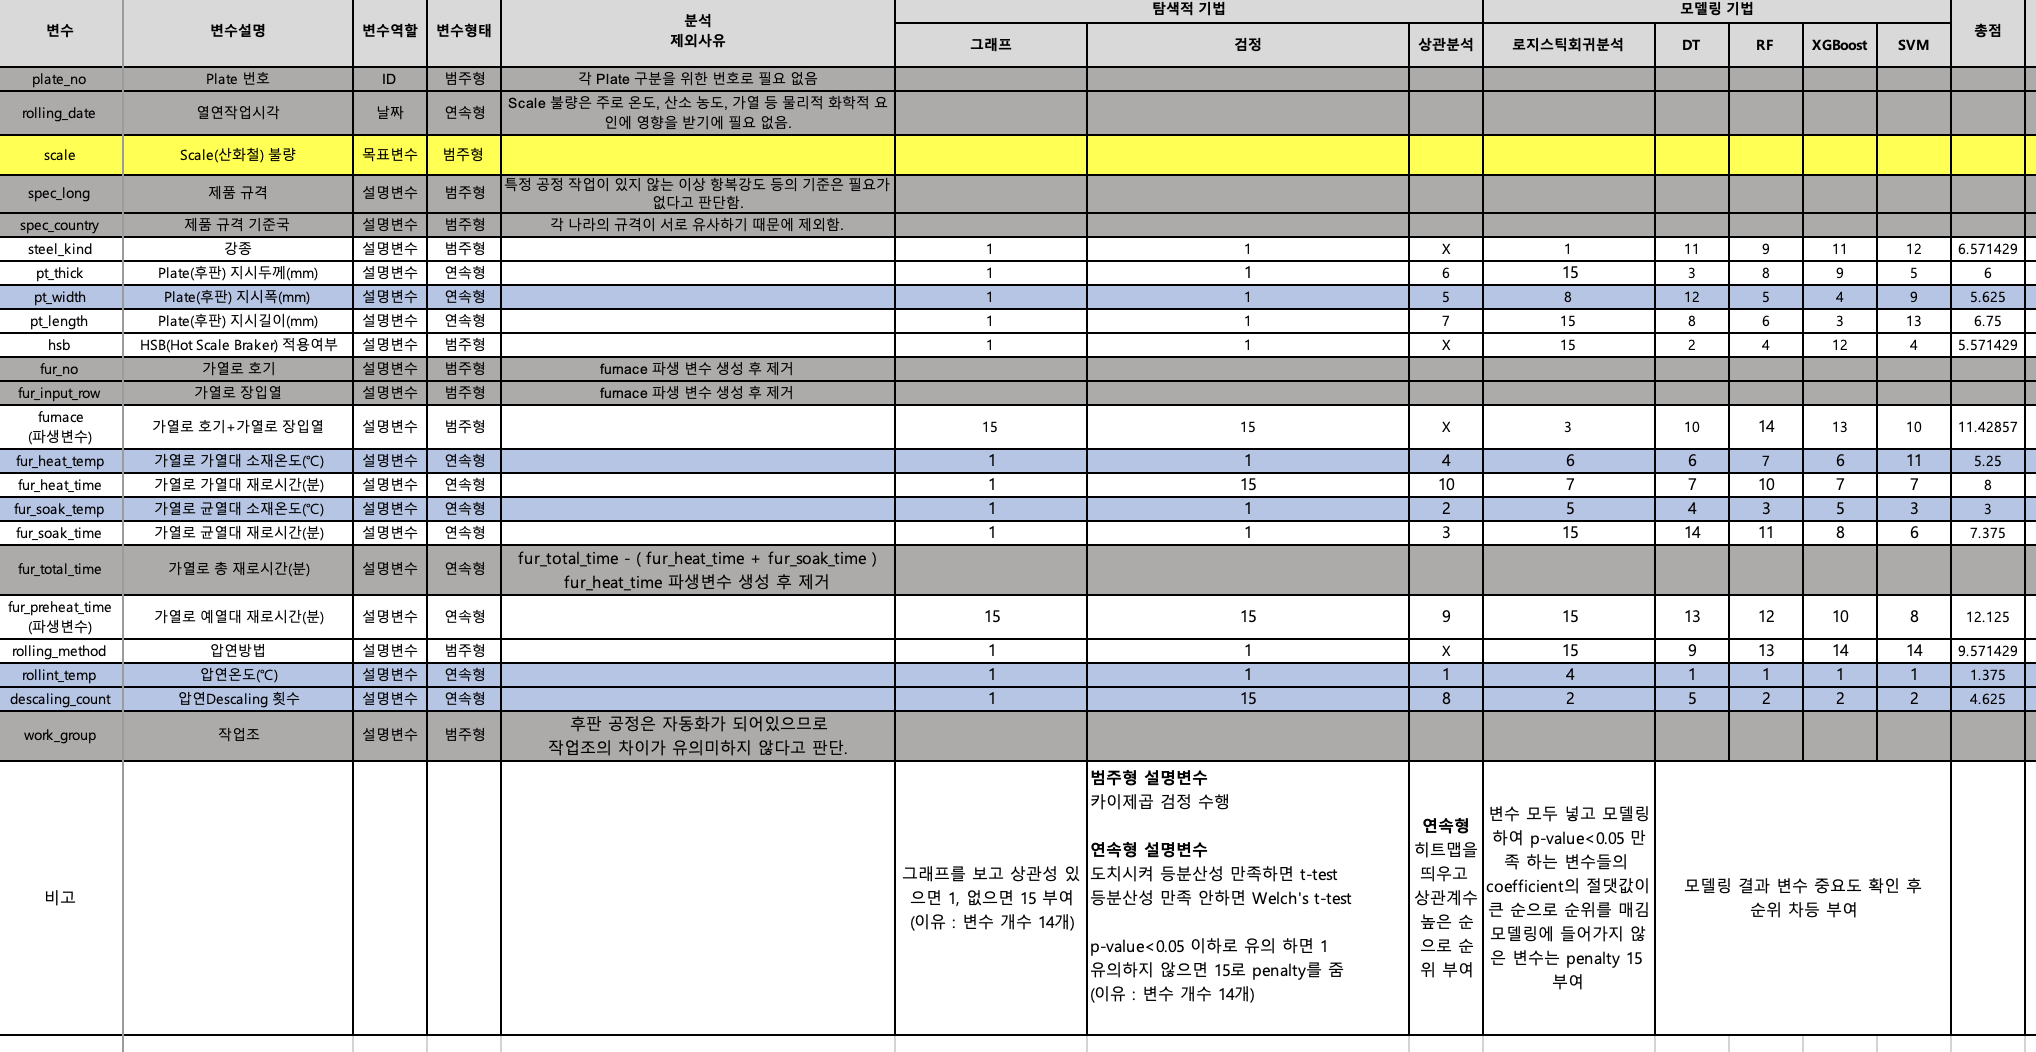 변수 변수설명 변수역할 변수형태 분석 제외사유 탐색적 기법 모델링 기법 총점
그래프 검정 상관분석 로지스틱회귀분석 DT RF XGBoost SVM
plate_no Plate 번호 ID 범주형 각 Plate 구분을 위한 번호로 필요 없음
rolling_date 열연작업시각 날짜 연속형 Scale 불량은 주로 온도, 산소 농도, 가열 등 물리적 화학적 요
인에 영향을 받기에 필요 없음.
scale Scale(산화철) 불량 목표변수 범주형
spec_long 제품 규격 설명변수 범주형 특정 공정 작업이 있지 않는 이상 항복강도 등의 기준은 필요가
없다고 판단함.
spec_country 제품 규격 기준국 설명변수 범주형 각 나라의 규격이 서로 유사하기 때문에 제외함.
steel_kind 강종 설명변수 범주형 1 1 X 1 11 9 11 12 6.571429
pt_thick Plate(후판) 지시두께(mm) 설명변수 연속형 1 1 6 15 3 8 9 5 6
pt_width Plate(후판) 지시폭(mm) 설명변수 연속형 1 1 5 8 12 5 4 9 5.625
pt_length Plate(후판) 지시길이(mm) 설명변수 연속형 1 1 7 15 8 6 3 13 6.75
hsb HSB(Hot Scale Braker) 적용여부 설명변수 범주형 1 1 X 15 2 4 12 4 5.571429
fur_no 가열로 호기 설명변수 범주형 furnace 파생 변수 생성 후 제거
fur_input_row 가열로 장입열 설명변수 범주형 furnace 파생 변수 생성 후 제거
furnace
(파생변수) 가열로 호기+가열로 장입열 설명변수 범주형 15 15 X 3 10 14 13 10 11.42857
fur_heat_temp 가열로 가열대 소재온도(℃) 설명변수 연속형 1 1 4 6 6 7 6 11 5.25
fur_heat_time 가열로 가열대 재로시간(분) 설명변수 연속형 1 15 10 7 7 10 7 7 8
fur_soak_temp 가열로 균열대 소재온도(℃) 설명변수 연속형 1 1 2 5 4 3 5 3 3
fur_soak_time 가열로 균열대 재로시간(분) 설명변수 연속형 1 1 3 15 14 11 8 6 7.375
fur_total_time 가열로 총 재로시간(분) 설명변수 연속형 fur_total_time - ( fur_heat_time + fur_soak_time )
fur_heat_time 파생변수 생성 후 제거
fur_preheat_time
(파생변수) 가열로 예열대 재로시간(분) 설명변수 연속형 15 15 9 15 13 12 10 8 12.125
rolling_method 압연방법 설명변수 범주형 1 1 X 15 9 13 14 14 9.571429
rollint_temp 압연온도(℃) 설명변수 연속형 1 1 1 4 1 1 1 1 1.375
descaling_count 압연Descaling 횟수 설명변수 연속형 1 15 8 2 5 2 2 2 4.625
work_group 작업조 설명변수 범주형 후판 공정은 자동화가 되어있으므로
작업조의 차이가 유의미하지 않다고 판단.
비고
그래프를 보고 상관성 있
으면 1, 없으면 15 부여
(이유 : 변수 개수 14개)
범주형 설명변수
카이제곱 검정 수행
연속형 설명변수
도치시켜 등분산성 만족하면 t-test
등분산성 만족 안하면 Welch's t-test
p-value<0.05 이하로 유의 하면 1
유의하지 않으면 15로 penalty를 줌
(이유 : 변수 개수 14개)
연속형
히트맵을
띄우고
상관계수
높은 순
으로 순
위 부여
변수 모두 넣고 모델링
하여 p-value<0.05 만
족 하는 변수들의
coefficient의 절댓값이
큰 순으로 순위를 매김
모델링에 들어가지 않
은 변수는 penalty 15
부여
모델링 결과 변수 중요도 확인 후
순위 차등 부여